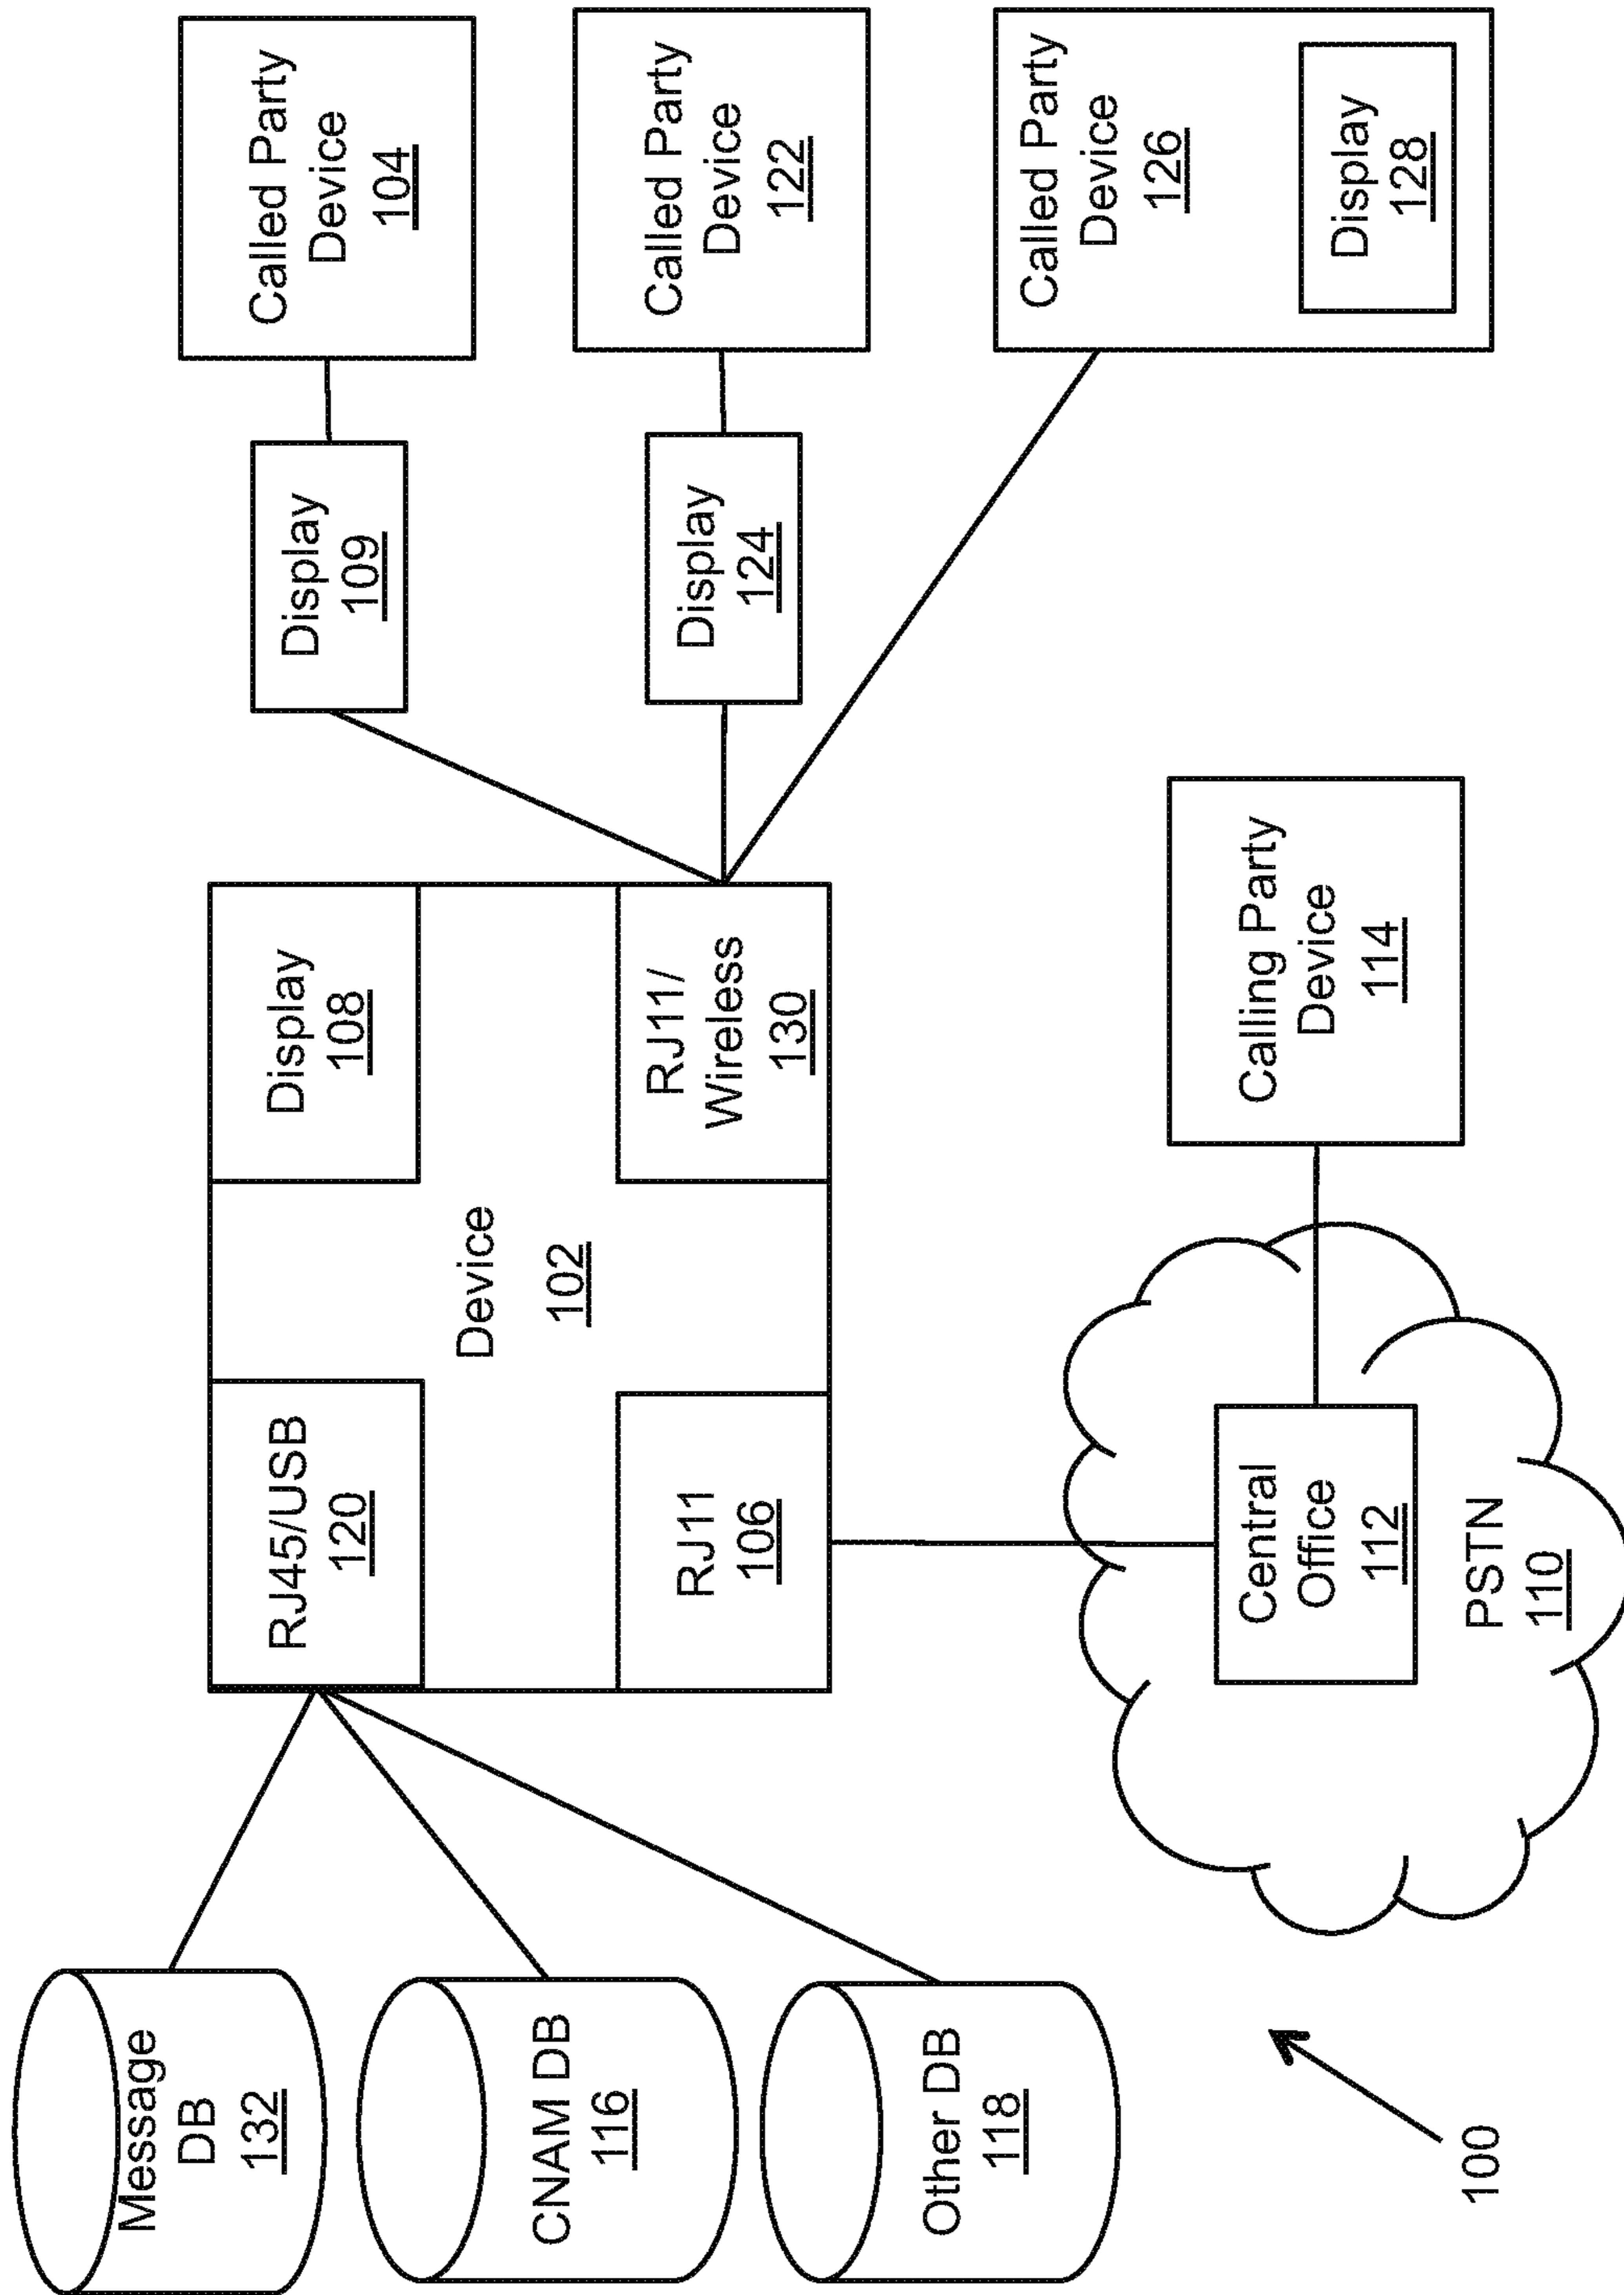 Message
DB
132
CNAM DB
116
Other DB
118
100
RJ45/USB
120
Display
108
Device
102
RJ11
106
RJ11/
Wireless
130
Display
109
Called Party
Device
104
Display
124
Called Party
Device
122
Called Party
Device
126
Display
128
Central
Office
112
PSTN
110
Calling Party
Device
114